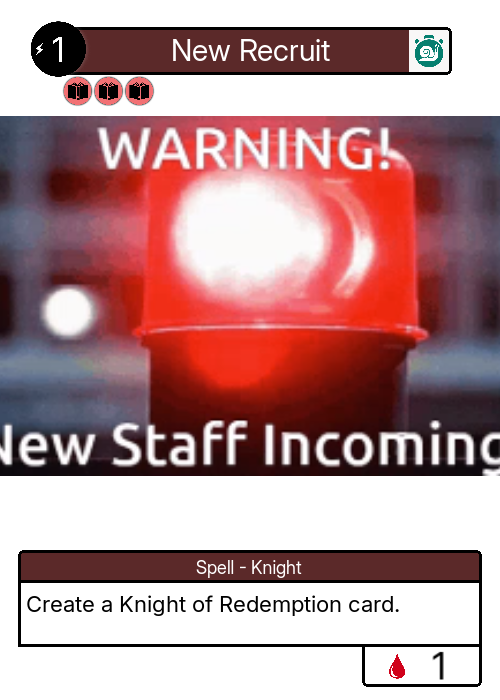 1
New Recruit
WARNING!
New Staff Incoming
Spell - Knight
Create a Knight of Redemption card.
1